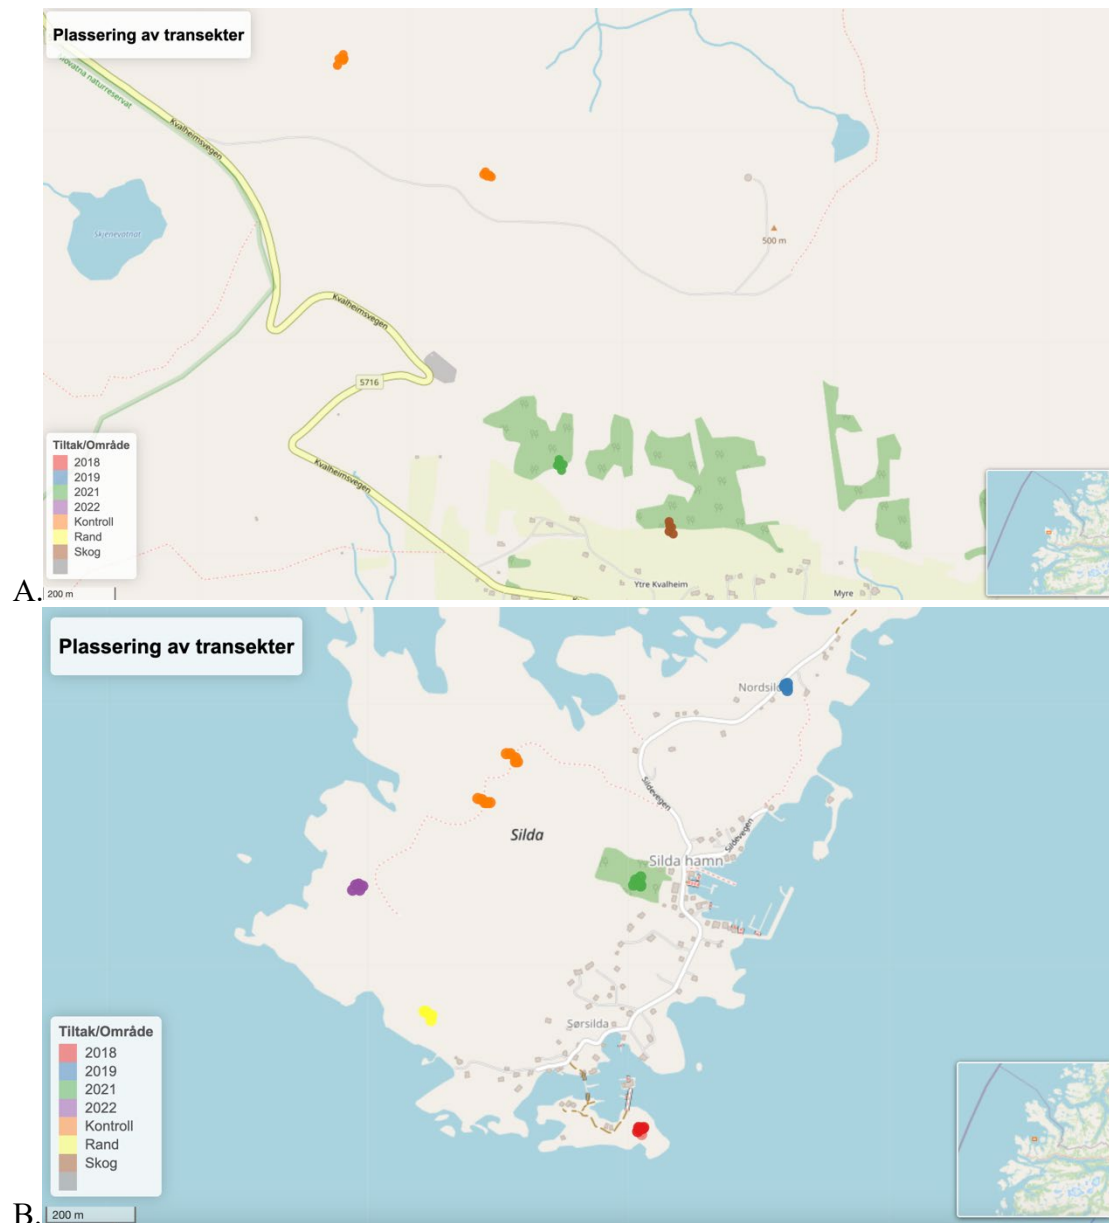 Plassering av transekter
Kvalheimsvegen
Skjenevatnet
500 m
Kvalheimsvegen
5716
Kvalheimsvegen
Tiltak/Område
2018
2019
2021
2022
Kontroll
Rand
Skog
Ytre Kvalheim
Myre
A.
200 m
Plassering av transekter
Nordsild
Sildevegen
Silda
Sildevegen
Silda hamn
Sørsilda
Tiltak/Område
2018
2019
2021
2022
Kontroll
Rand
Skog
B.
200 m